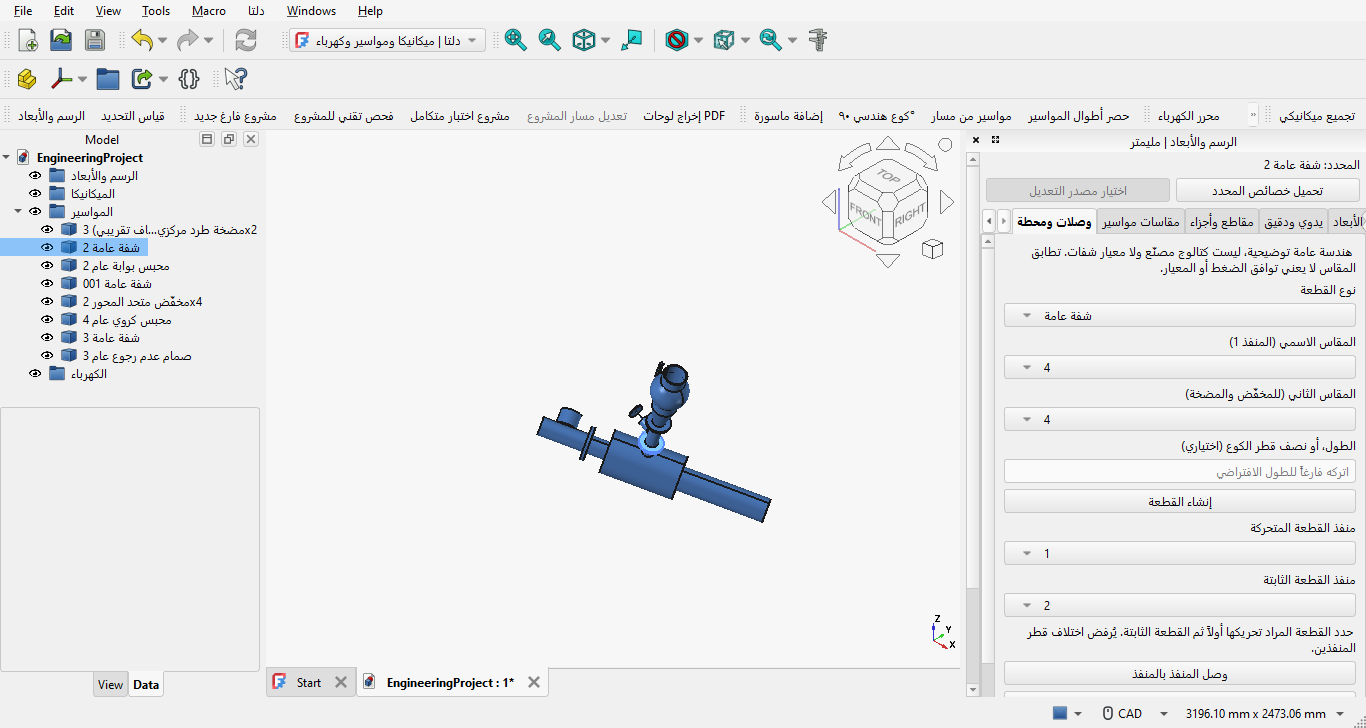 File Edit View Tools Macro دلتا Windows Help
دلتا | ميكانيكا ومواسير وكهرباء
الرسم والأبعاد قياس التحديد مشروع فارغ جديد فحص تقني للمشروع مشروع اختبار متكامل تعديل مسار المشروع PDF إخراج لوحات إضافة ماسورة كوع هندسي ٩٠° مواسير من مسار حصر أطوال المواسير محرر الكهرباء » تجميع ميكانيكي
Model
EngineeringProject
الرسم والأبعاد
الميكانيكا
المواسير
مضخة طرد مركزي...اف تقريبي) 3x2
شفة عامة 2
محبس بوابة عام 2
شفة عامة 001
مخفّض متحد المحور 2x4
محبس كروي عام 4
شفة عامة 3
صمام عدم رجوع عام 3
الكهرباء
View Data
TOP
FRONT RIGHT
Z
Y
X
Start
EngineeringProject : 1*
الرسم والأبعاد | مليمتر
المحدد: شفة عامة 2
تحميل خصائص المحدد اختيار مصدر التعديل
الأبعاد يدوي ودقيق مقاطع وأجزاء مقاسات مواسير وصلات ومحطة
هندسة عامة توضيحية، ليست كتالوج مصنّع ولا معيار شفات. تطابق
المقاس لا يعني توافق الضغط أو المعيار.
نوع القطعة
شفة عامة
المقاس الاسمي (المنفذ 1)
4
المقاس الثاني (للمخفّض والمضخة)
4
الطول، أو نصف قطر الكوع (اختياري)
اتركه فارغاً للطول الافتراضي
إنشاء القطعة
منفذ القطعة المتحركة
1
منفذ القطعة الثابتة
2
حدد القطعة المراد تحريكها أولاً ثم القطعة الثابتة. يُرفض اختلاف قطر
المنفذين.
وصل المنفذ بالمنفذ
CAD 3196.10 mm x 2473.06 mm